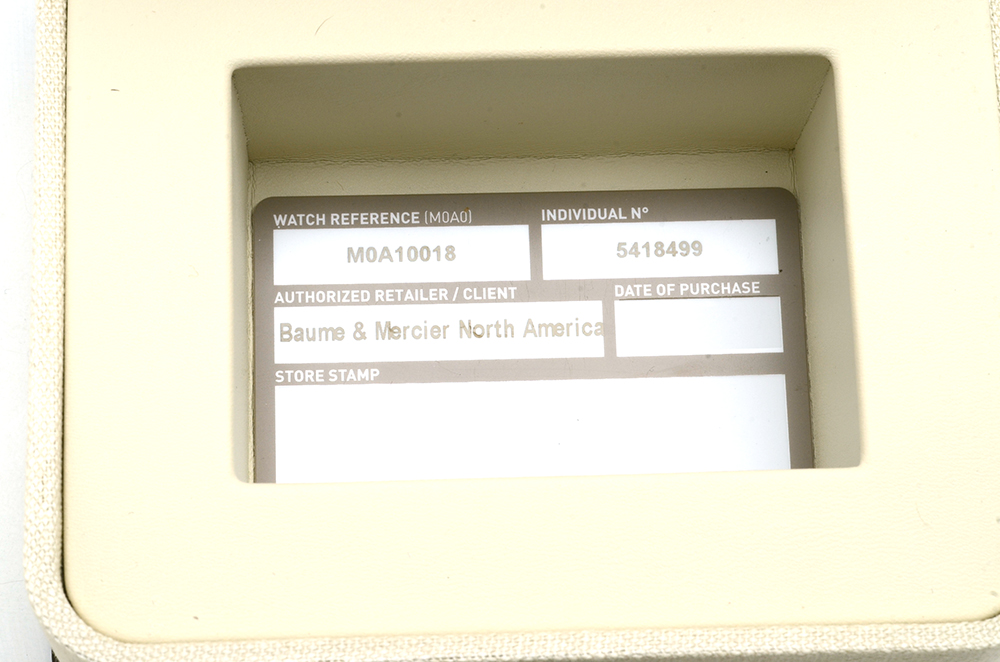 WATCH REFERENCE (M0A0) INDIVIDUAL N°
M0A10018 5418499
AUTHORIZED RETAILER / CLIENT DATE OF PURCHASE
Baume & Mercier North America
STORE STAMP